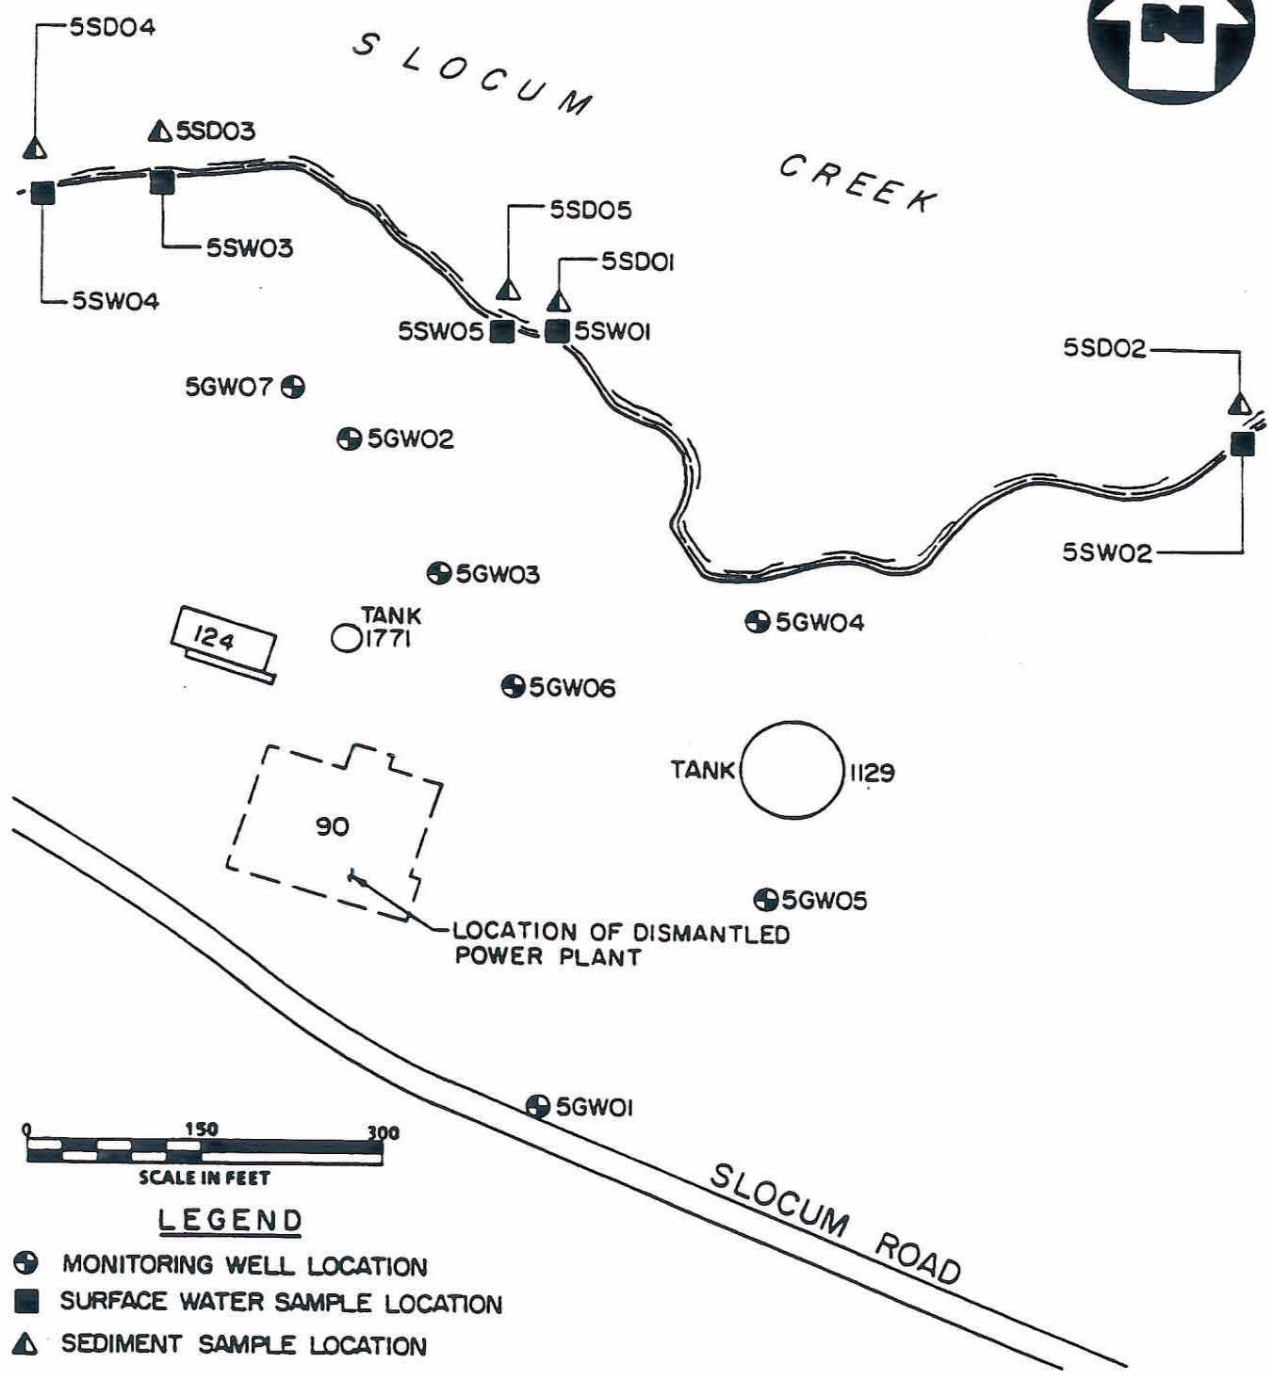 5SD04
SLOCUM
N
5SD03
CREEK
5SD05
5SW03
5SD01
5SW04
5SW05
5SW01
5SD02
5GW07
5GW02
5SW02
5GW03
TANK
1771
124
5GW04
5GW06
TANK
1129
90
5GW05
LOCATION OF DISMANTLED
POWER PLANT
5GW01
0 150 300
SCALE IN FEET
SLOCUM ROAD
LEGEND
MONITORING WELL LOCATION
SURFACE WATER SAMPLE LOCATION
SEDIMENT SAMPLE LOCATION